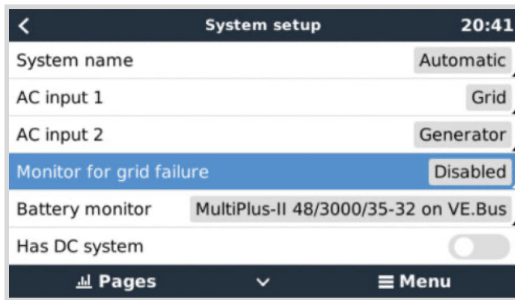 System setup 20:41
System name Automatic
AC input 1 Grid
AC input 2 Generator
Monitor for grid failure Disabled
Battery monitor MultiPlus-II 48/3000/35-32 on VE.Bus
Has DC system
Pages Menu